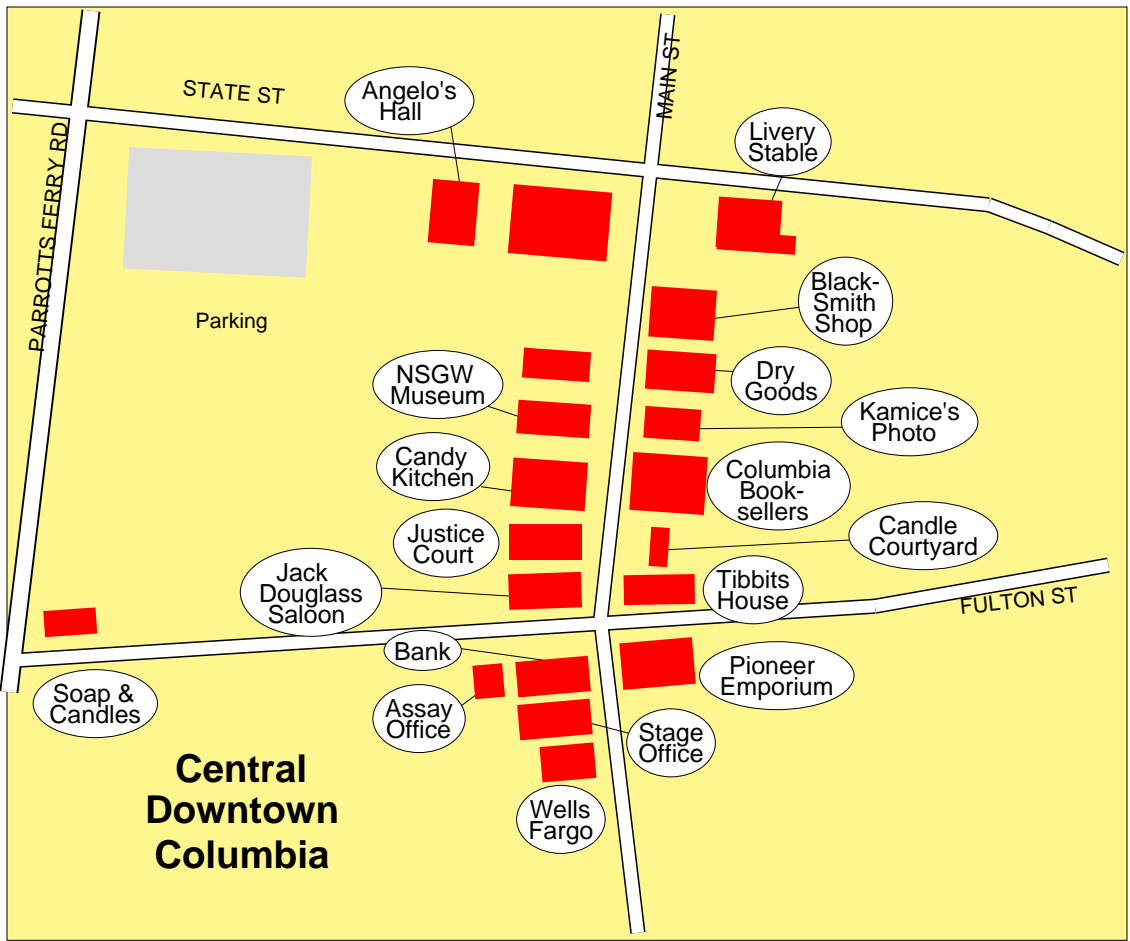 STATE ST
Angelo's
Hall
MAIN ST
Livery
Stable
PARROTTS FERRY RD
Parking
Black-
Smith
Shop
NSGW
Museum
Dry
Goods
Kamice's
Photo
Candy
Kitchen
Columbia
Book-
sellers
Justice
Court
Candle
Courtyard
Jack
Douglass
Saloon
Tibbits
House
FULTON ST
Bank
Pioneer
Emporium
Soap &
Candles
Assay
Office
Stage
Office
Central
Downtown
Columbia
Wells
Fargo